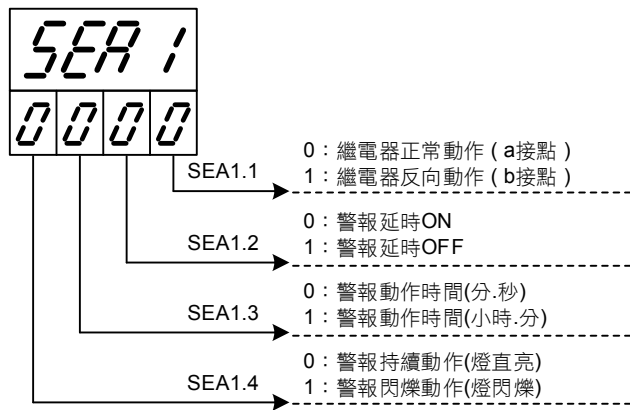 SEA1
0000
SEA1.1
0：繼電器正常動作 ( a接點 )
1：繼電器反向動作 ( b接點 )
SEA1.2
0：警報延時ON
1：警報延時OFF
SEA1.3
0：警報動作時間(分.秒)
1：警報動作時間(小時.分)
SEA1.4
0：警報持續動作(燈直亮)
1：警報閃爍動作(燈閃爍)